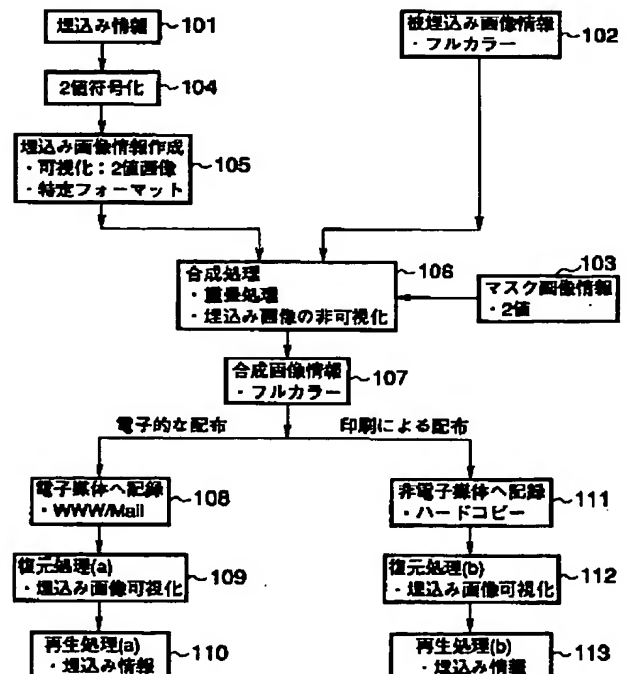 埋込み情報 101
被埋込み画像情報
・フルカラー 102
2値符号化 104
埋込み画像情報作成
・可視化：2値画像
・特定フォーマット 105
合成処理
・重畳処理
・埋込み画像の非可視化 106
103
マスク画像情報
・2値
合成画像情報
・フルカラー 107
電子的な配布 印刷による配布
電子媒体へ記録
・WWW/Mail 108
非電子媒体へ記録
・ハードコピー 111
復元処理(a)
・埋込み画像可視化 109
復元処理(b)
・埋込み画像可視化 112
再生処理(a)
・埋込み情報 110
再生処理(b)
・埋込み情報 113